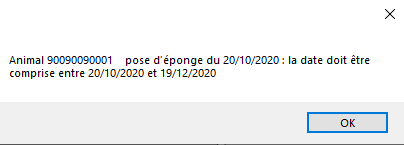 Animal 90090090001 pose d'éponge du 20/10/2020 : la date doit être
comprise entre 20/10/2020 et 19/12/2020
OK